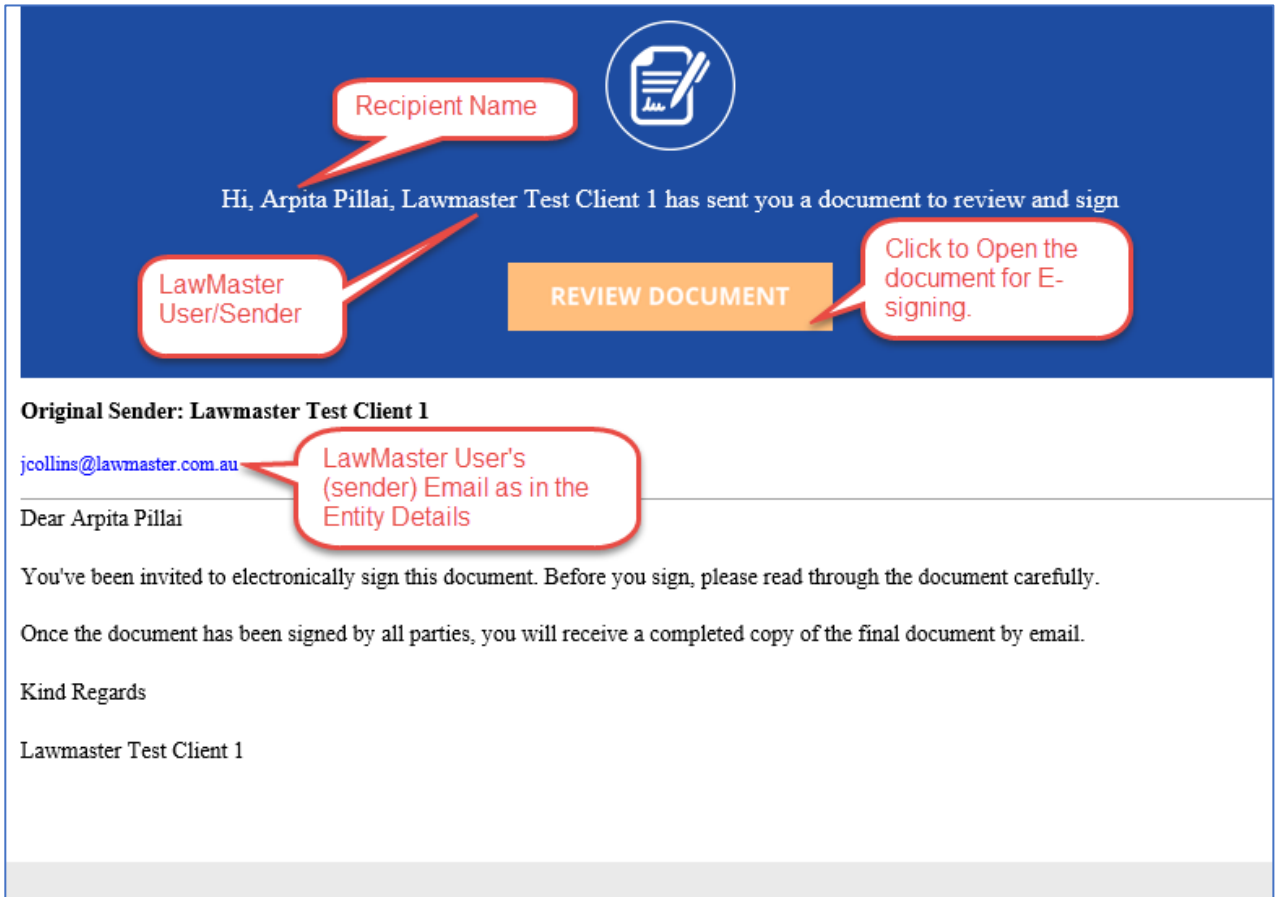 Recipient Name
Hi, Arpita Pillai, Lawmaster Test Client 1 has sent you a document to review and sign
LawMaster
User/Sender
REVIEW DOCUMENT
Click to Open the
document for E-
signing.
Original Sender: Lawmaster Test Client 1
jcollins@lawmaster.com.au
LawMaster User's
(sender) Email as in the
Entity Details
Dear Arpita Pillai
You've been invited to electronically sign this document. Before you sign, please read through the document carefully.
Once the document has been signed by all parties, you will receive a completed copy of the final document by email.
Kind Regards
Lawmaster Test Client 1